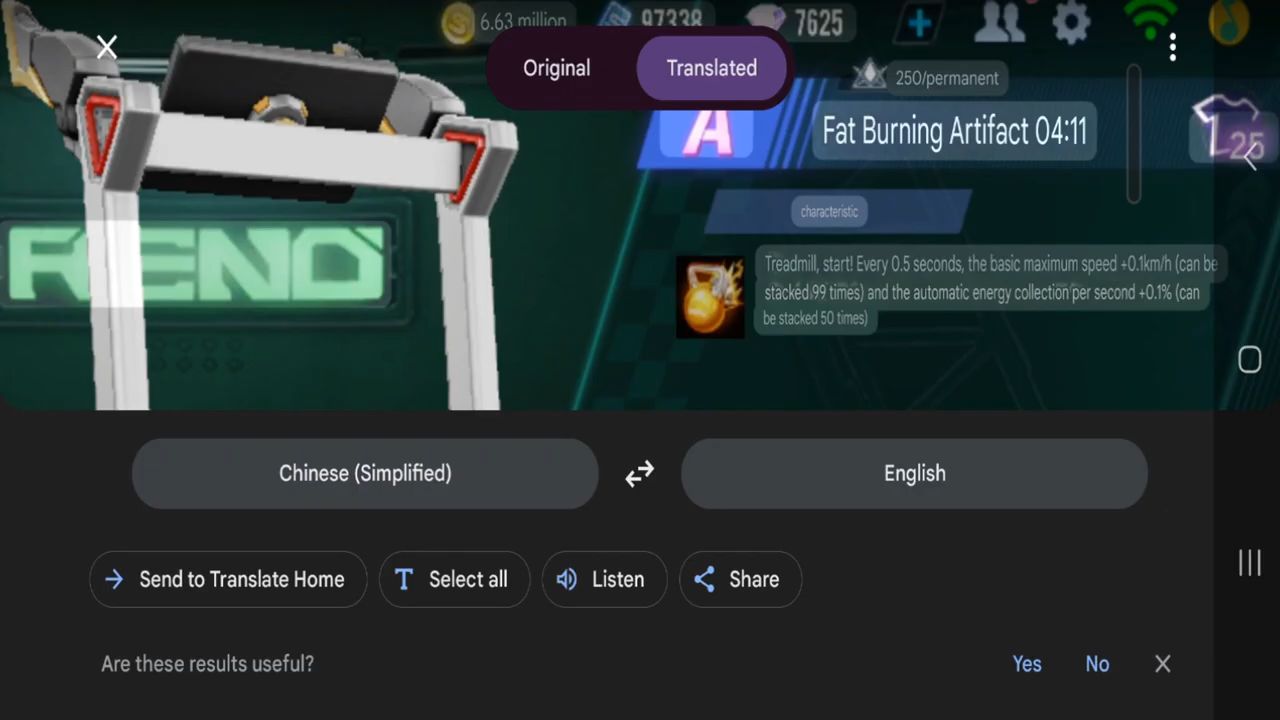 6.63 million
97338
7625
Original
Translated
250/permanent
A
Fat Burning Artifact 04:11
25
characteristic
Treadmill, start! Every 0.5 seconds, the basic maximum speed +0.1km/h (can be
stacked 99 times) and the automatic energy collection per second +0.1% (can
be stacked 50 times)
RENO
Chinese (Simplified)
English
Send to Translate Home
Select all
Listen
Share
Are these results useful?
Yes
No